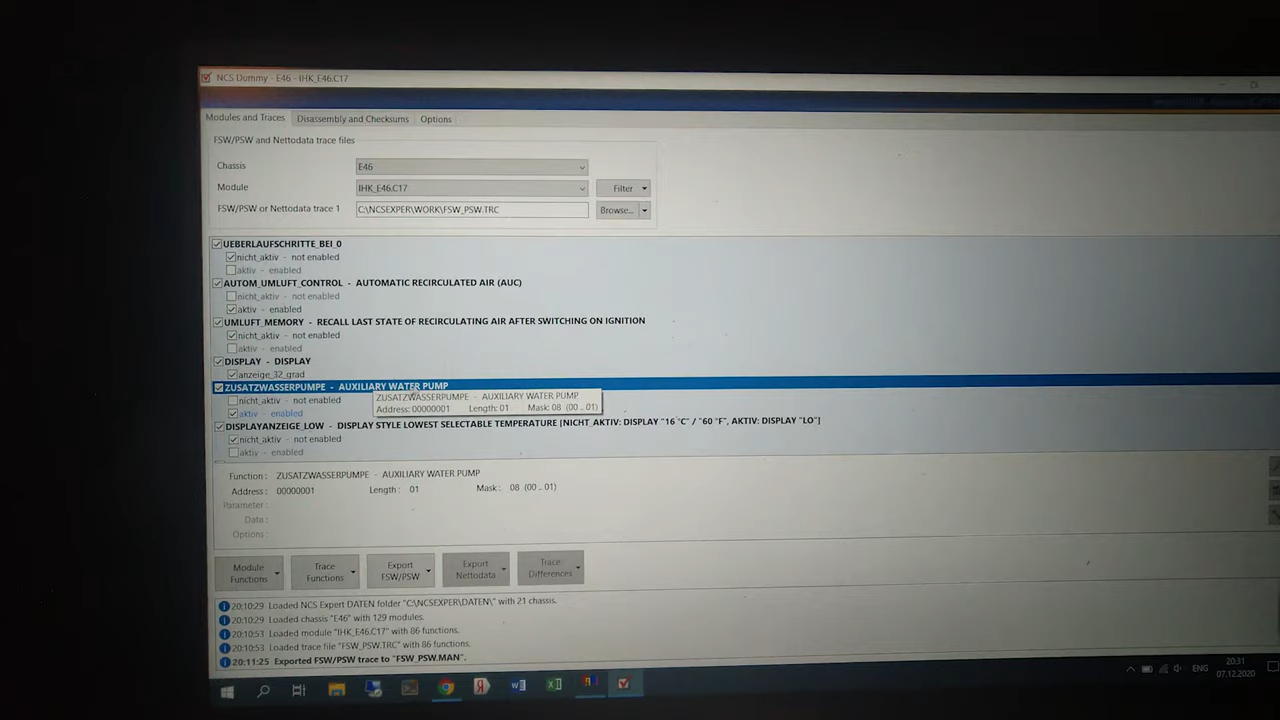 NCS Dummy - E46 - IHK_E46.C17
Modules and Traces Disassembly and Checksums Options
FSW/PSW and Nettodata trace files
Chassis E46
Module IHK_E46.C17 Filter
FSW/PSW or Nettodata trace 1 C:\NCSEXPER\WORK\FSW_PSW.TRC Browse...
UEBERLAUFSCHRITTE_BEI_0
nicht_aktiv - not enabled
aktiv - enabled
AUTOM_UMLUFT_CONTROL - AUTOMATIC RECIRCULATED AIR (AUC)
nicht_aktiv - not enabled
aktiv - enabled
UMLUFT_MEMORY - RECALL LAST STATE OF RECIRCULATING AIR AFTER SWITCHING ON IGNITION
nicht_aktiv - not enabled
aktiv - enabled
DISPLAY - DISPLAY
anzeige_32_grad
ZUSATZWASSERPUMPE - AUXILIARY WATER PUMP
nicht_aktiv - not enabled
aktiv - enabled
ZUSATZWASSERPUMPE - AUXILIARY WATER PUMP
Address: 00000001 Length: 01 Mask: 08 (00 .. 01)
DISPLAYANZEIGE_LOW - DISPLAY STYLE LOWEST SELECTABLE TEMPERATURE [NICHT_AKTIV: DISPLAY "16 °C" / "60 °F", AKTIV: DISPLAY "LO"]
nicht_aktiv - not enabled
aktiv - enabled
Function: ZUSATZWASSERPUMPE - AUXILIARY WATER PUMP
Address: 00000001 Length: 01 Mask: 08 (00 .. 01)
Parameter:
Data:
Options:
Module Functions
Trace Functions
Export FSW/PSW
Export Nettodata
Trace Differences
20:10:29 Loaded NCS Expert DATEN folder "C:\NCSEXPER\DATEN\" with 21 chassis.
20:10:29 Loaded chassis "E46" with 129 modules.
20:10:53 Loaded module "IHK_E46.C17" with 86 functions.
20:10:53 Loaded trace file "FSW_PSW.TRC" with 86 functions.
20:11:25 Exported FSW/PSW trace to "FSW_PSW.MAN".
ENG 20:31
07.12.2020